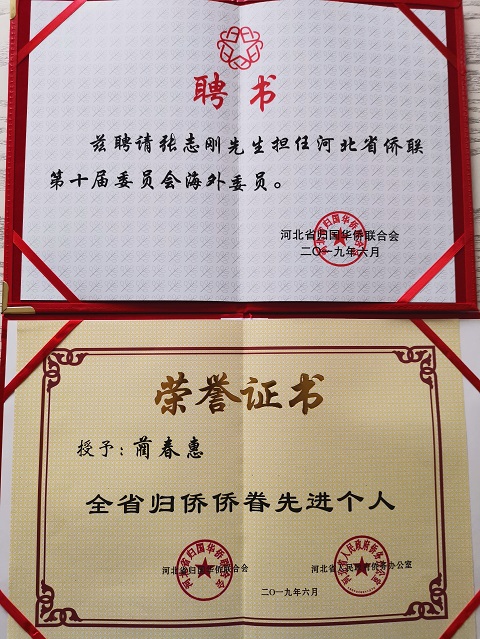 聘书
兹聘请张志刚先生担任河北省侨联
第十届委员会海外委员。
河北省归国华侨联合会
二〇一九年六月
荣誉证书
授予：蔺春惠
全省归侨侨眷先进个人
河北省归国华侨联合会 河北省人民政府侨务办公室
二〇一九年六月